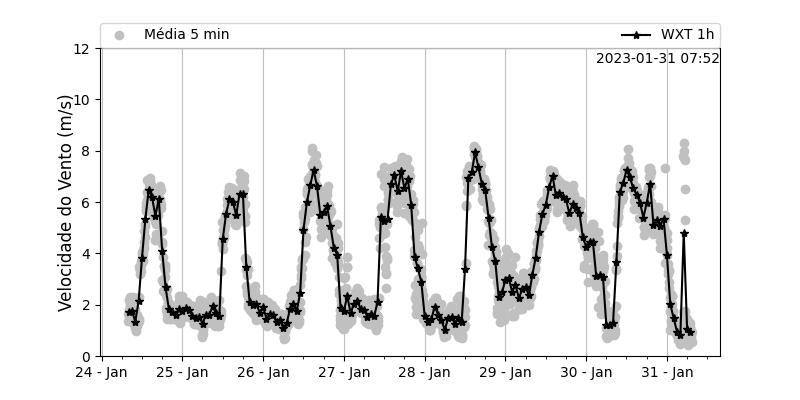 Média 5 min
WXT 1h
2023-01-31 07:52
Velocidade do Vento (m/s)
12
10
8
6
4
2
0
24 - Jan
25 - Jan
26 - Jan
27 - Jan
28 - Jan
29 - Jan
30 - Jan
31 - Jan